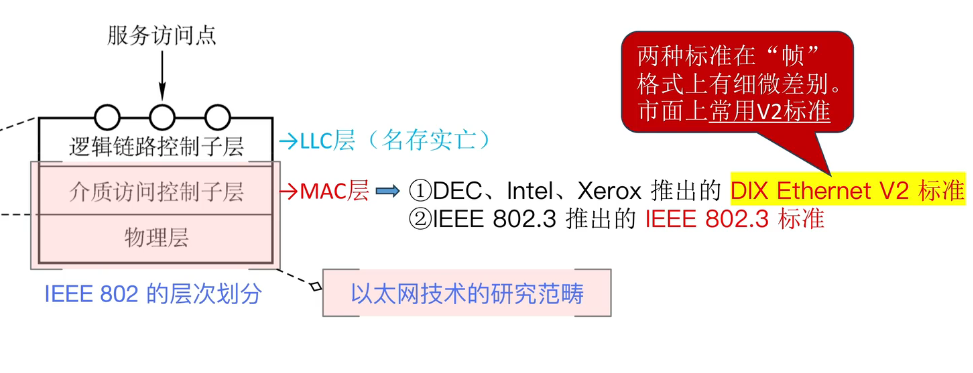 服务访问点
两种标准在“帧”
格式上有细微差别。
市面上常用V2标准
逻辑链路控制子层
→LLC层（名存实亡）
介质访问控制子层
→MAC层
①DEC、Intel、Xerox 推出的 DIX Ethernet V2 标准
②IEEE 802.3 推出的 IEEE 802.3 标准
物理层
IEEE 802 的层次划分
以太网技术的研究范畴